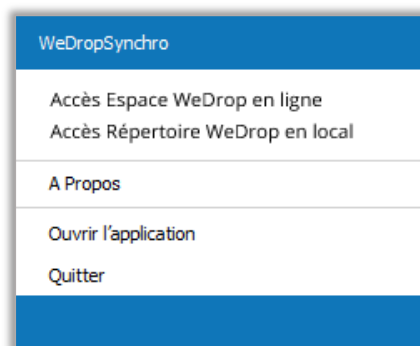 WeDropSynchro
Accès Espace WeDrop en ligne
Accès Répertoire WeDrop en local
A Propos
Ouvrir l'application
Quitter